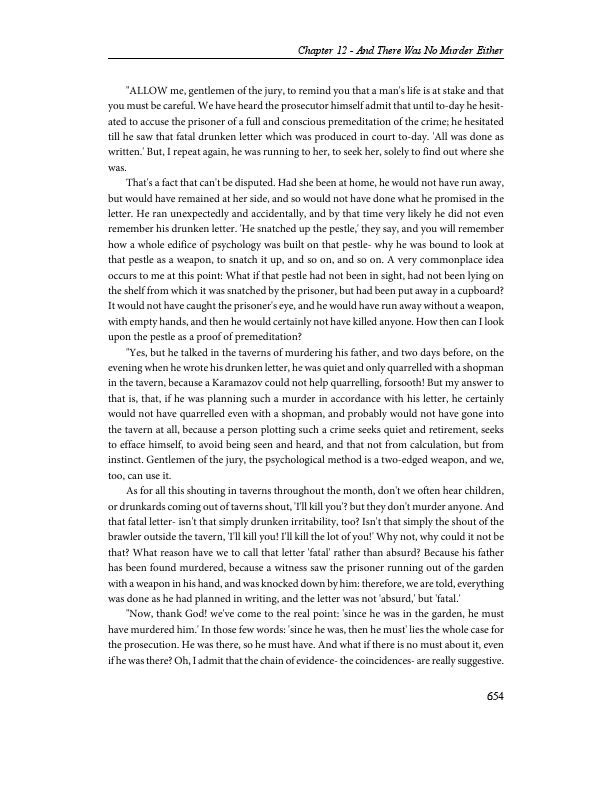 Chapter 12 - And There Was No Murder Either
"ALLOW me, gentlemen of the jury, to remind you that a man's life is at stake and that
you must be careful. We have heard the prosecutor himself admit that until to-day he hesit-
ated to accuse the prisoner of a full and conscious premeditation of the crime; he hesitated
till he saw that fatal drunken letter which was produced in court to-day. 'All was done as
written.' But, I repeat again, he was running to her, to seek her, solely to find out where she
was.
That's a fact that can't be disputed. Had she been at home, he would not have run away,
but would have remained at her side, and so would not have done what he promised in the
letter. He ran unexpectedly and accidentally, and by that time very likely he did not even
remember his drunken letter. 'He snatched up the pestle,' they say, and you will remember
how a whole edifice of psychology was built on that pestle- why he was bound to look at
that pestle as a weapon, to snatch it up, and so on, and so on. A very commonplace idea
occurs to me at this point: What if that pestle had not been in sight, had not been lying on
the shelf from which it was snatched by the prisoner, but had been put away in a cupboard?
It would not have caught the prisoner's eye, and he would have run away without a weapon,
with empty hands, and then he would certainly not have killed anyone. How then can I look
upon the pestle as a proof of premeditation?
"Yes, but he talked in the taverns of murdering his father, and two days before, on the
evening when he wrote his drunken letter, he was quiet and only quarrelled with a shopman
in the tavern, because a Karamazov could not help quarrelling, forsooth! But my answer to
that is, that, if he was planning such a murder in accordance with his letter, he certainly
would not have quarrelled even with a shopman, and probably would not have gone into
the tavern at all, because a person plotting such a crime seeks quiet and retirement, seeks
to efface himself, to avoid being seen and heard, and that not from calculation, but from
instinct. Gentlemen of the jury, the psychological method is a two-edged weapon, and we,
too, can use it.
As for all this shouting in taverns throughout the month, don't we often hear children,
or drunkards coming out of taverns shout, 'I'll kill you'? but they don't murder anyone. And
that fatal letter- isn't that simply drunken irritability, too? Isn't that simply the shout of the
brawler outside the tavern, 'I'll kill you! I'll kill the lot of you!' Why not, why could it not be
that? What reason have we to call that letter 'fatal' rather than absurd? Because his father
has been found murdered, because a witness saw the prisoner running out of the garden
with a weapon in his hand, and was knocked down by him: therefore, we are told, everything
was done as he had planned in writing, and the letter was not 'absurd,' but 'fatal.'
"Now, thank God! we've come to the real point: 'since he was in the garden, he must
have murdered him.' In those few words: 'since he was, then he must' lies the whole case for
the prosecution. He was there, so he must have. And what if there is no must about it, even
if he was there? Oh, I admit that the chain of evidence- the coincidences- are really suggestive.
654